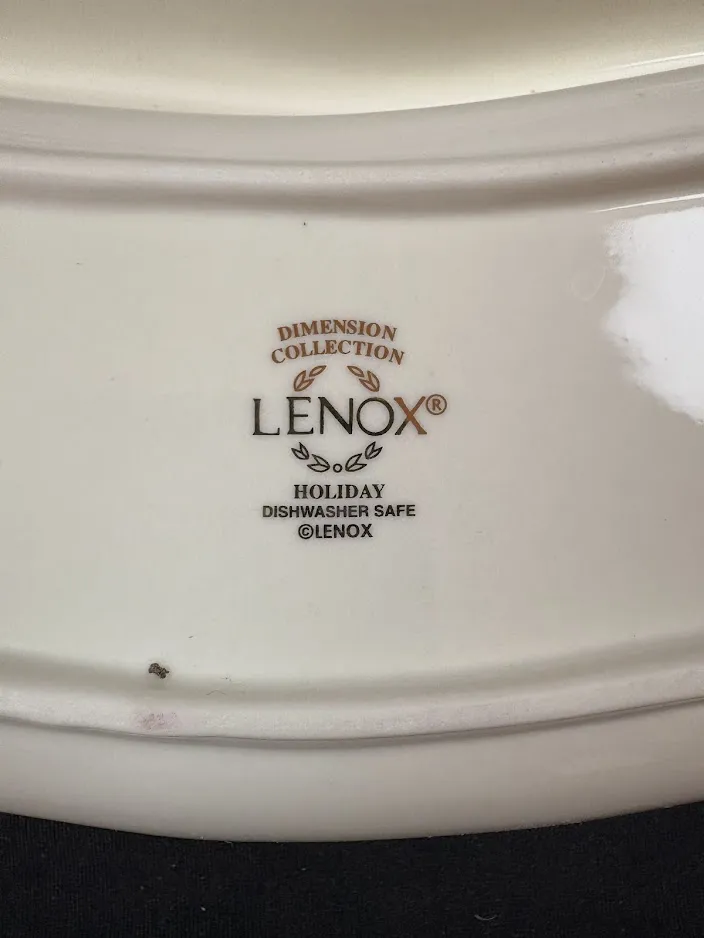 DIMENSION
COLLECTION
LENOX®
HOLIDAY
DISHWASHER SAFE
©LENOX